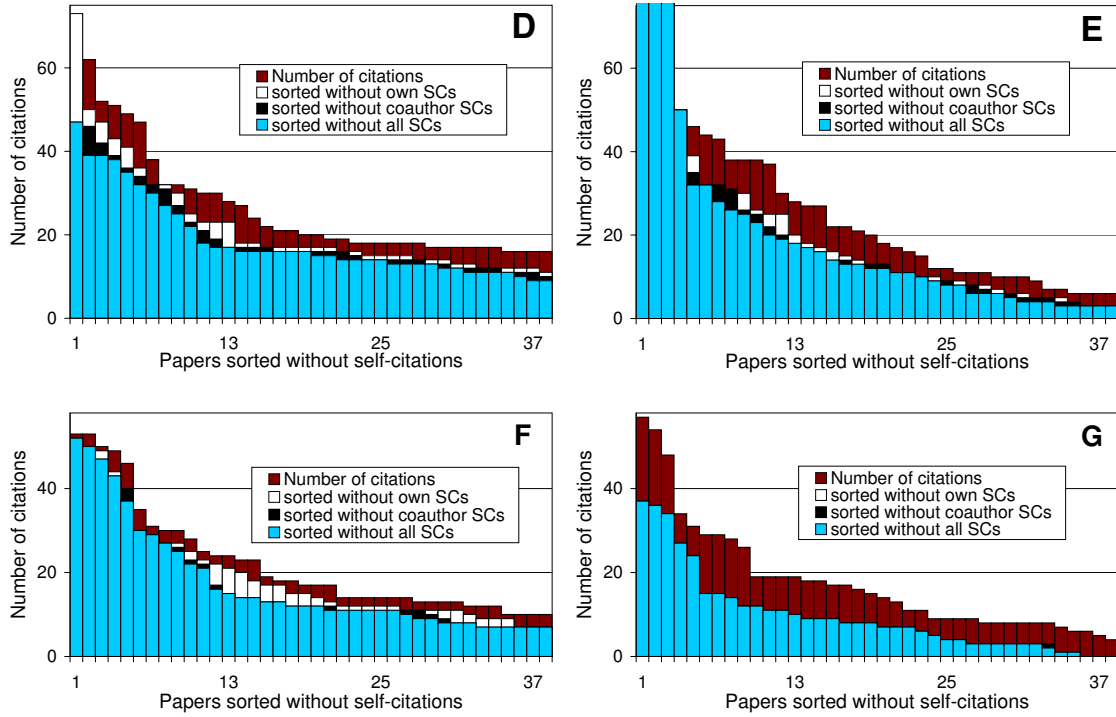 D
60
40
20
0
Number of citations
Number of citations
sorted without own SCs
sorted without coauthor SCs
sorted without all SCs
1
13
25
37
Papers sorted without self-citations
E
60
40
20
0
Number of citations
Number of citations
sorted without own SCs
sorted without coauthor SCs
sorted without all SCs
1
13
25
37
Papers sorted without self-citations
F
40
20
0
Number of citations
Number of citations
sorted without own SCs
sorted without coauthor SCs
sorted without all SCs
1
13
25
37
Papers sorted without self-citations
G
40
20
0
Number of citations
Number of citations
sorted without own SCs
sorted without coauthor SCs
sorted without all SCs
1
13
25
37
Papers sorted without self-citations